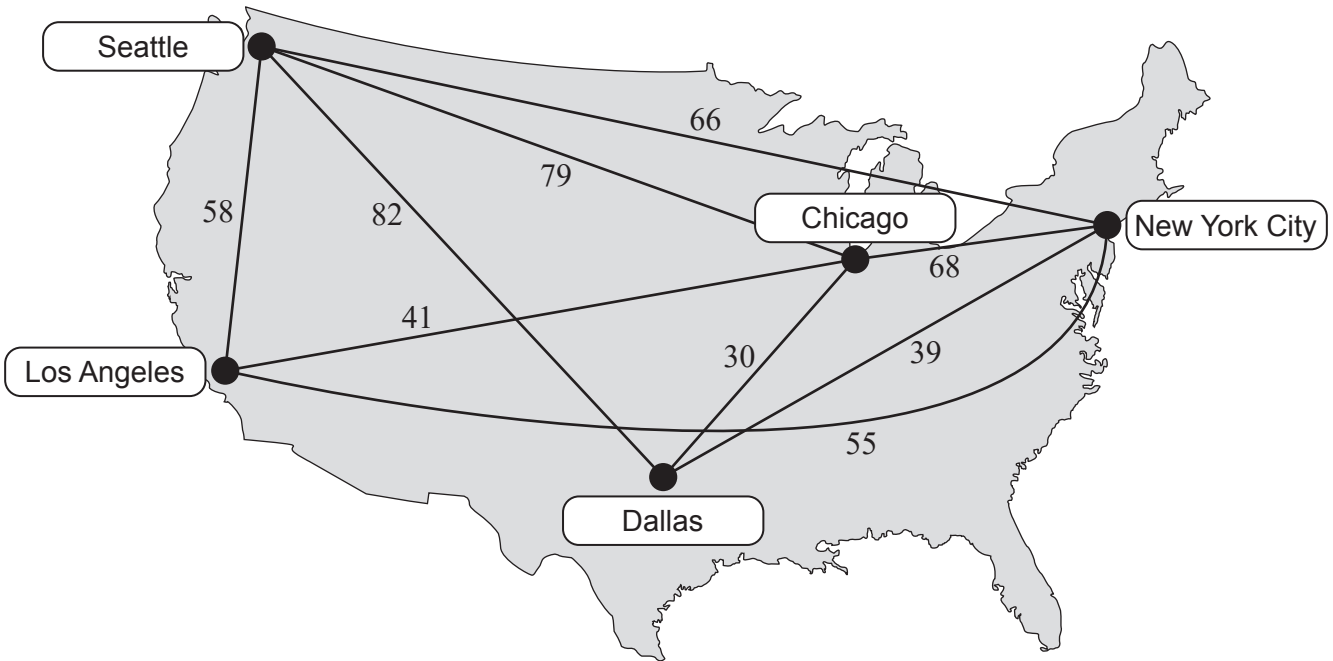 Seattle
66
79
58
82
Chicago
New York City
68
41
Los Angeles
30
39
55
Dallas